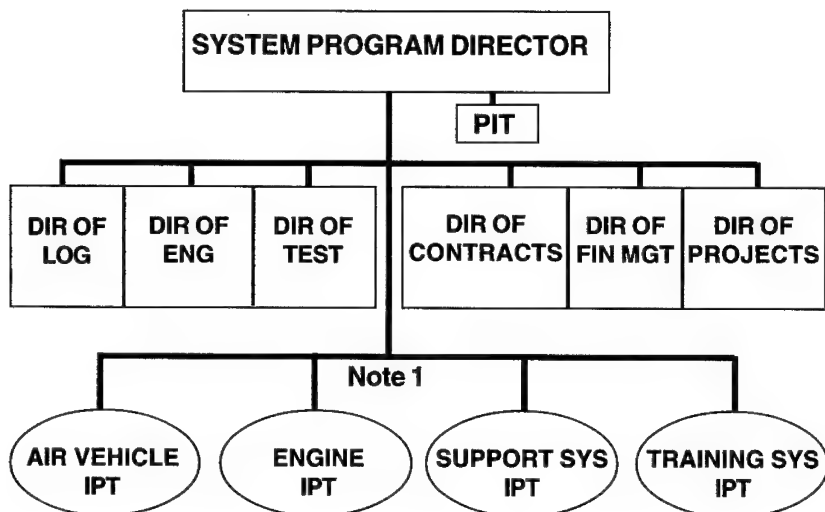 SYSTEM PROGRAM DIRECTOR
PIT
DIR OF
LOG
DIR OF
ENG
DIR OF
TEST
DIR OF
CONTRACTS
DIR OF
FIN MGT
DIR OF
PROJECTS
Note 1
AIR VEHICLE
IPT
ENGINE
IPT
SUPPORT SYS
IPT
TRAINING SYS
IPT